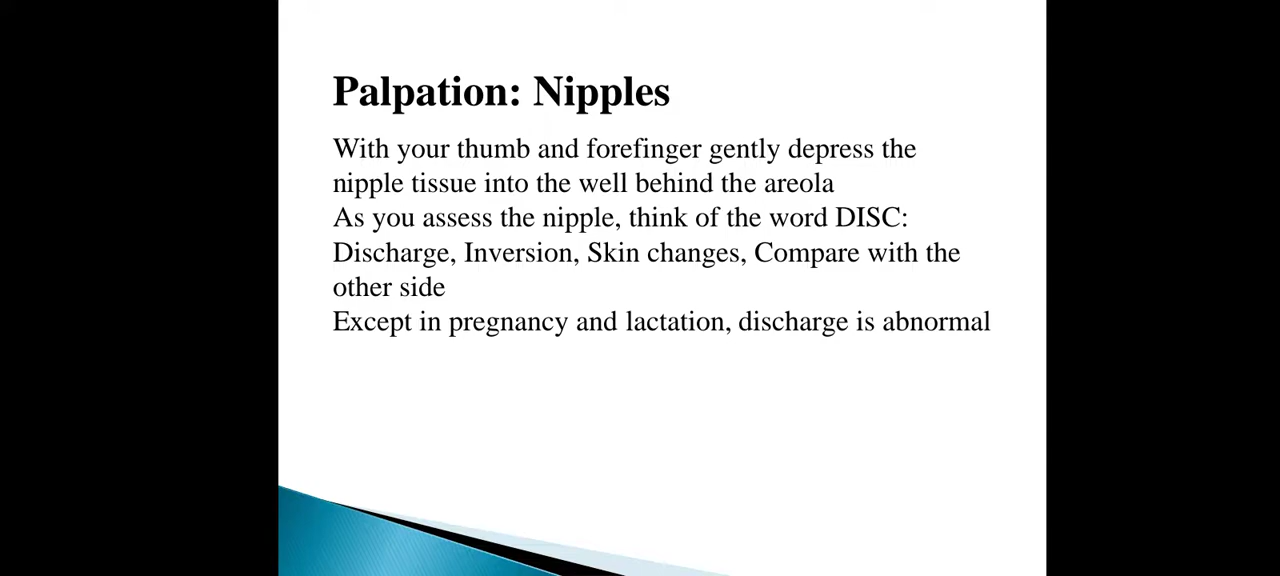 Palpation: Nipples
With your thumb and forefinger gently depress the
nipple tissue into the well behind the areola
As you assess the nipple, think of the word DISC:
Discharge, Inversion, Skin changes, Compare with the
other side
Except in pregnancy and lactation, discharge is abnormal